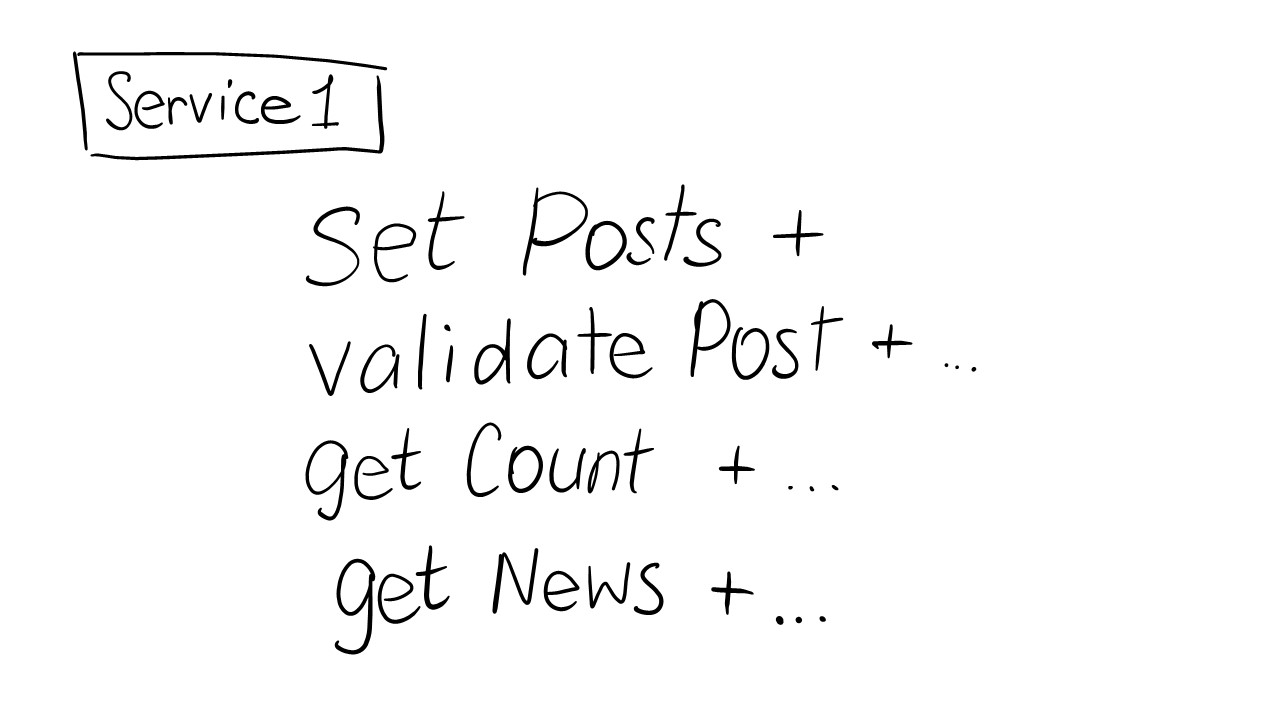 Service 1
Set Posts +
validate Post + ...
get Count + ...
get News + ...